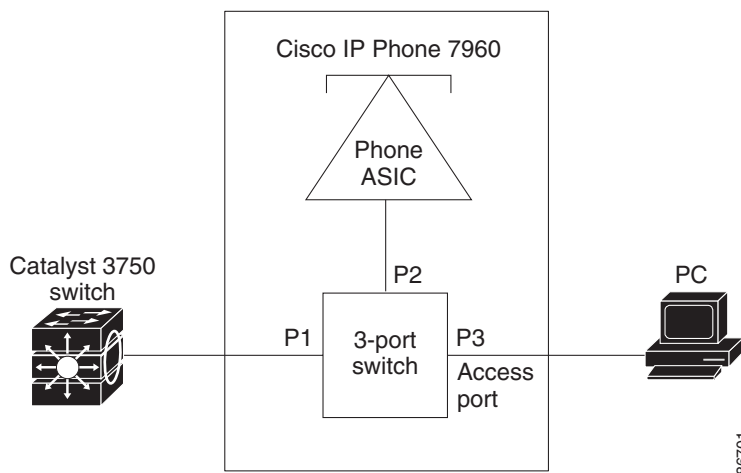 Cisco IP Phone 7960
Phone
ASIC
Catalyst 3750
switch
P2
PC
P1
3-port
switch
P3
Access
port